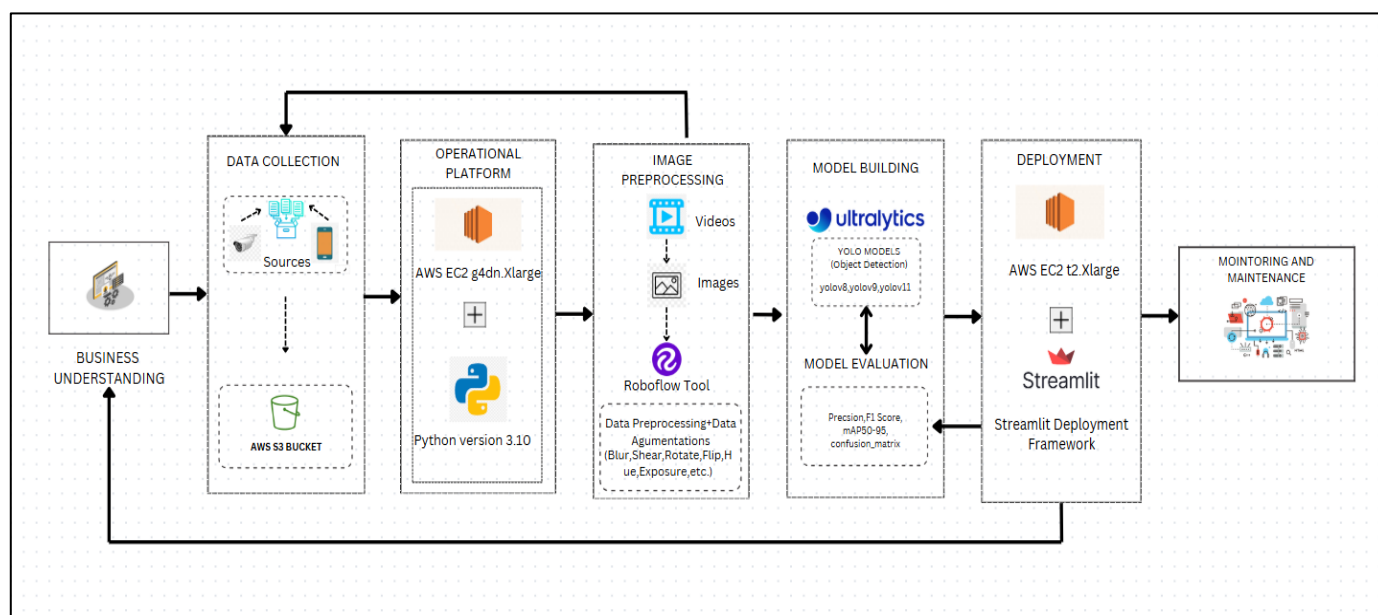 BUSINESS
UNDERSTANDING
DATA COLLECTION
Sources
AWS S3 BUCKET
OPERATIONAL
PLATFORM
AWS EC2 g4dn.Xlarge
Python version 3.10
IMAGE
PREPROCESSING
Videos
Images
Roboflow Tool
Data Preprocessing+Data
Agumentations
(Blur,Shear,Rotate,Flip,H
ue,Exposure,etc.)
MODEL BUILDING
ultralytics
YOLO MODELS
(Object Detection)
yolov8,yolov9,yolov11
MODEL EVALUATION
Precsion,F1 Score,
mAP50-95,
confusion_matrix
DEPLOYMENT
AWS EC2 t2.Xlarge
Streamlit
Streamlit Deployment
Framework
MOINTORING AND
MAINTENANCE